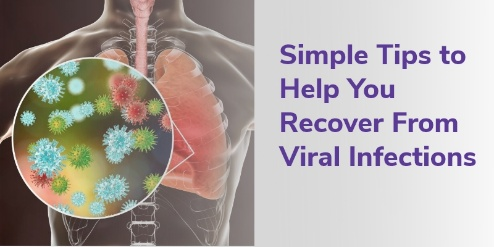 Simple Tips to
Help You
Recover From
Viral Infections